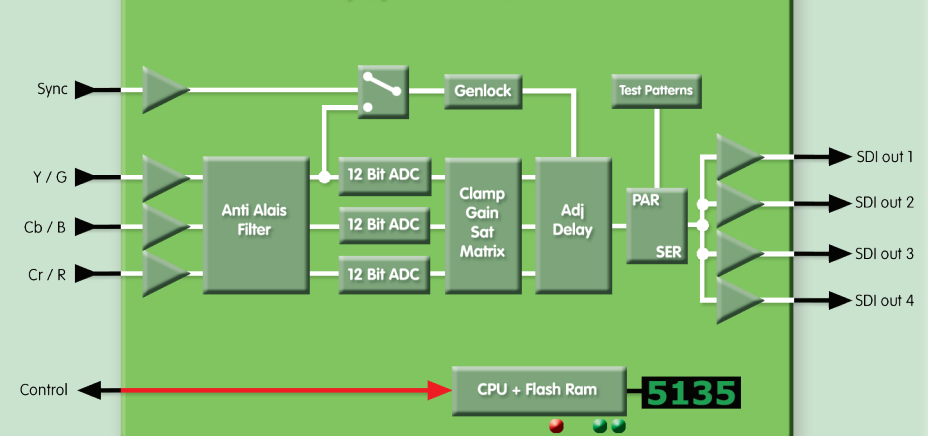 Sync
Genlock
Test Patterns
Y / G
Cb / B
Cr / R
Anti Alais
Filter
12 Bit ADC
12 Bit ADC
12 Bit ADC
Clamp
Gain
Sat
Matrix
Adj
Delay
PAR
SER
SDI out 1
SDI out 2
SDI out 3
SDI out 4
Control
CPU + Flash Ram
5135